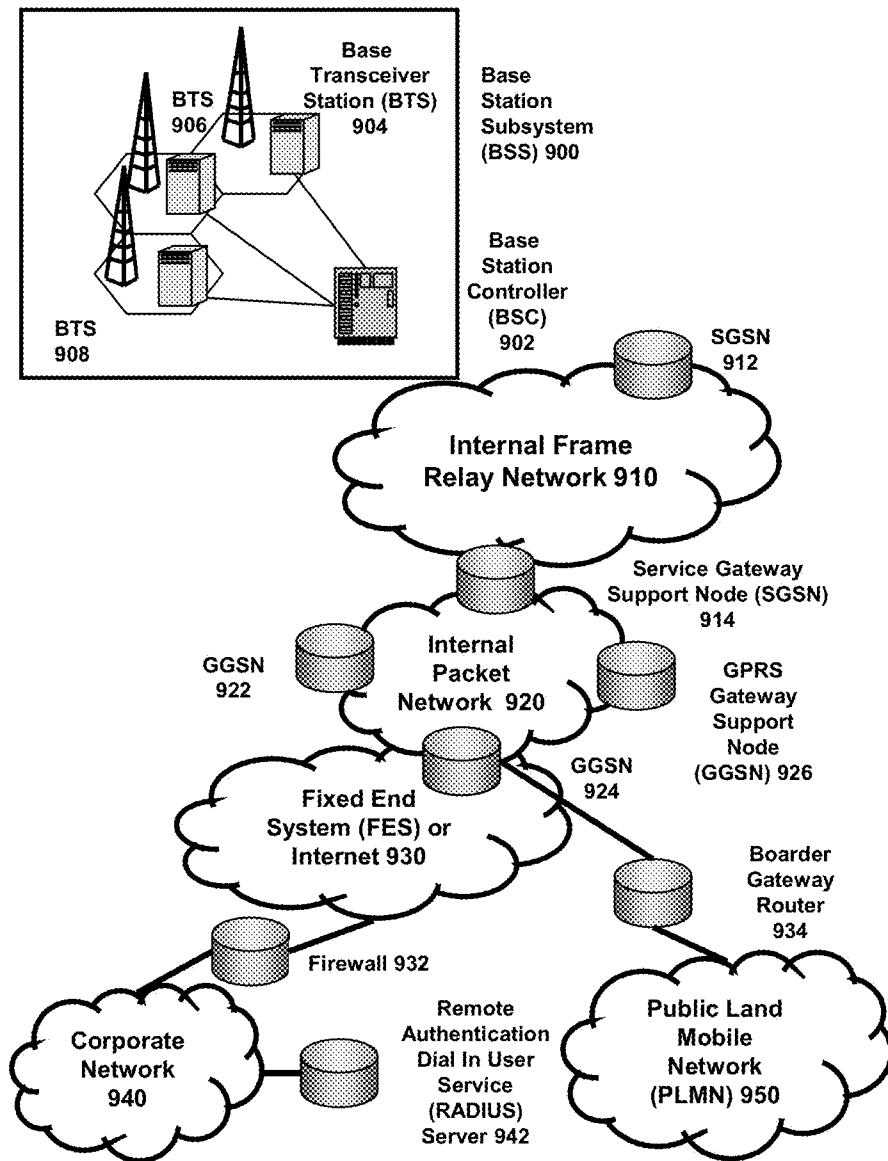 Base
Transceiver
Station (BTS)
904
BTS
906
BTS
908
Base
Station
Subsystem
(BSS) 900
Base
Station
Controller
(BSC)
902
SGSN
912
Internal Frame
Relay Network 910
Service Gateway
Support Node (SGSN)
914
Internal
Packet
Network 920
GGSN
922
GPRS
Gateway
Support
Node
(GGSN) 926
GGSN
924
Fixed End
System (FES) or
Internet 930
Boarder
Gateway
Router
934
Firewall 932
Corporate
Network
940
Remote
Authentication
Dial In User
Service
(RADIUS)
Server 942
Public Land
Mobile
Network
(PLMN) 950